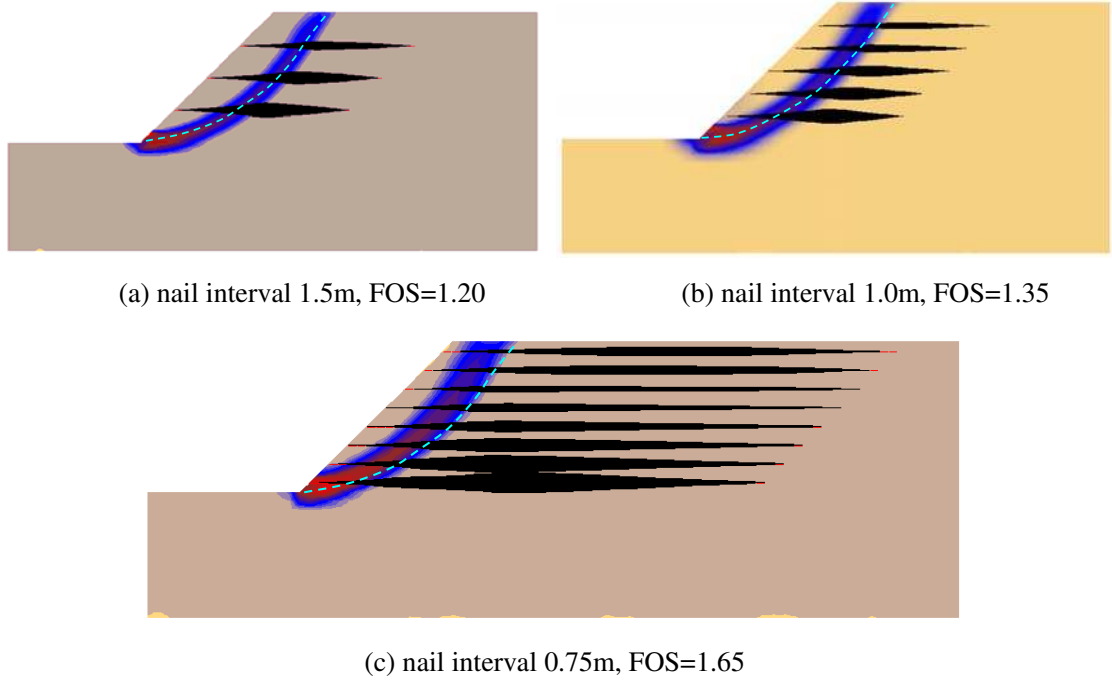 (a) nail interval 1.5m, FOS=1.20
(b) nail interval 1.0m, FOS=1.35
(c) nail interval 0.75m, FOS=1.65